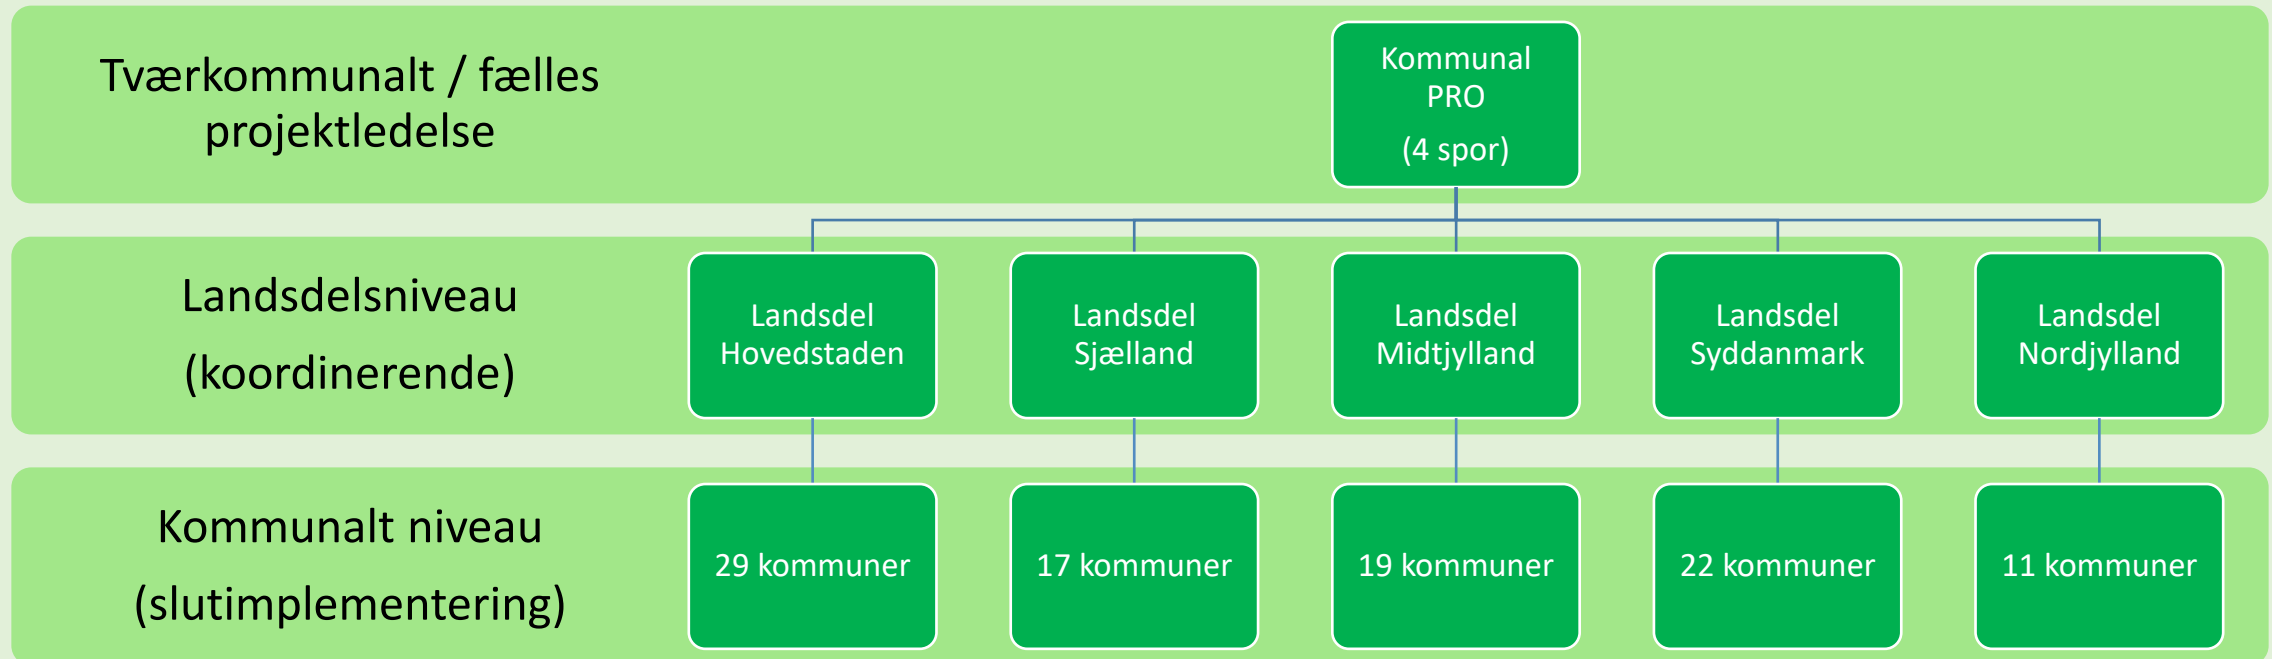 Tværkommunalt / fælles
projektledelse
Kommunal
PRO
(4 spor)
Landsdelsniveau
(koordinerende)
Landsdel
Hovedstaden
Landsdel
Sjælland
Landsdel
Midtjylland
Landsdel
Syddanmark
Landsdel
Nordjylland
Kommunalt niveau
(slutimplementering)
29 kommuner
17 kommuner
19 kommuner
22 kommuner
11 kommuner